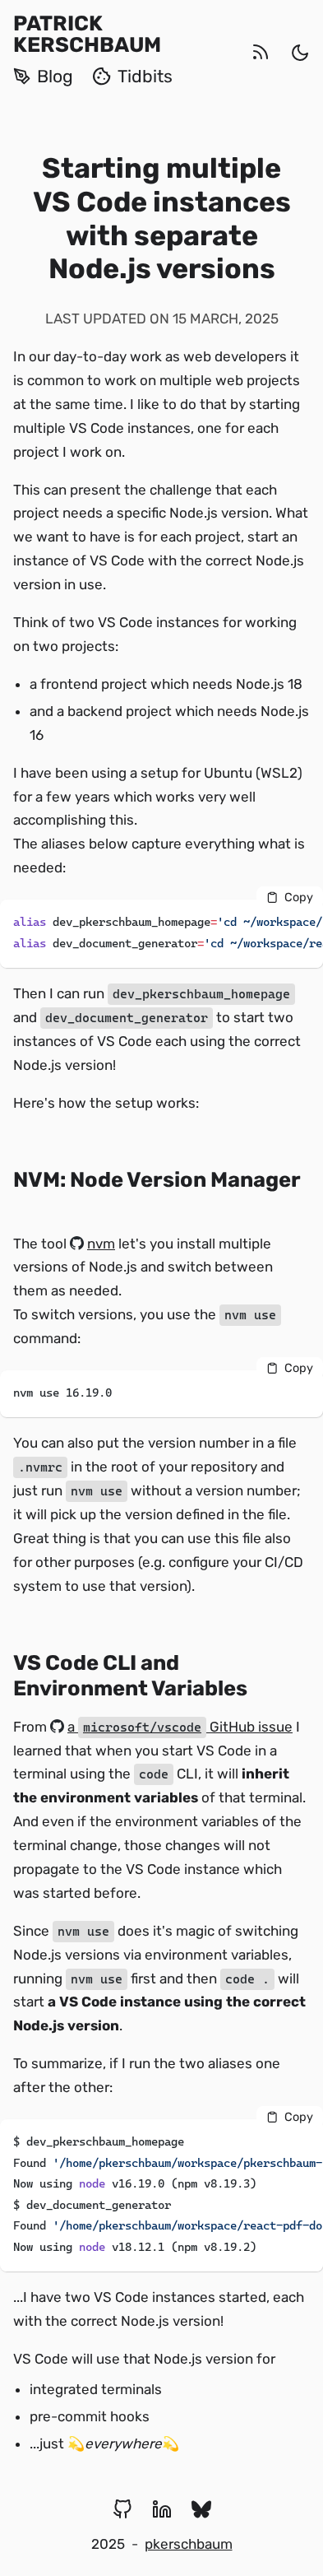 PATRICK
KERSCHBAUM
Blog Tidbits
Starting multiple
VS Code instances
with separate
Node.js versions
LAST UPDATED ON 15 MARCH, 2025
In our day-to-day work as web developers it
is common to work on multiple web projects
at the same time. I like to do that by starting
multiple VS Code instances, one for each
project I work on.
This can present the challenge that each
project needs a specific Node.js version. What
we want to have is for each project, start an
instance of VS Code with the correct Node.js
version in use.
Think of two VS Code instances for working
on two projects:
• a frontend project which needs Node.js 18
• and a backend project which needs Node.js
16
I have been using a setup for Ubuntu (WSL2)
for a few years which works very well
accomplishing this.
The aliases below capture everything what is
needed:
Copy
alias dev_pkerschbaum_homepage='cd ~/workspace/
alias dev_document_generator='cd ~/workspace/re
Then I can run dev_pkerschbaum_homepage
and dev_document_generator to start two
instances of VS Code each using the correct
Node.js version!
Here's how the setup works:
NVM: Node Version Manager
The tool nvm let's you install multiple
versions of Node.js and switch between
them as needed.
To switch versions, you use the nvm use
command:
Copy
nvm use 16.19.0
You can also put the version number in a file
.nvmrc in the root of your repository and
just run nvm use without a version number;
it will pick up the version defined in the file.
Great thing is that you can use this file also
for other purposes (e.g. configure your CI/CD
system to use that version).
VS Code CLI and
Environment Variables
From a microsoft/vscode GitHub issue I
learned that when you start VS Code in a
terminal using the code CLI, it will inherit
the environment variables of that terminal.
And even if the environment variables of the
terminal change, those changes will not
propagate to the VS Code instance which
was started before.
Since nvm use does it's magic of switching
Node.js versions via environment variables,
running nvm use first and then code . will
start a VS Code instance using the correct
Node.js version.
To summarize, if I run the two aliases one
after the other:
Copy
$ dev_pkerschbaum_homepage
Found '/home/pkerschbaum/workspace/pkerschbaum-
Now using node v16.19.0 (npm v8.19.3)
$ dev_document_generator
Found '/home/pkerschbaum/workspace/react-pdf-do
Now using node v18.12.1 (npm v8.19.2)
...I have two VS Code instances started, each
with the correct Node.js version!
VS Code will use that Node.js version for
• integrated terminals
• pre-commit hooks
• ...just 💫everywhere💫
2025 - pkerschbaum